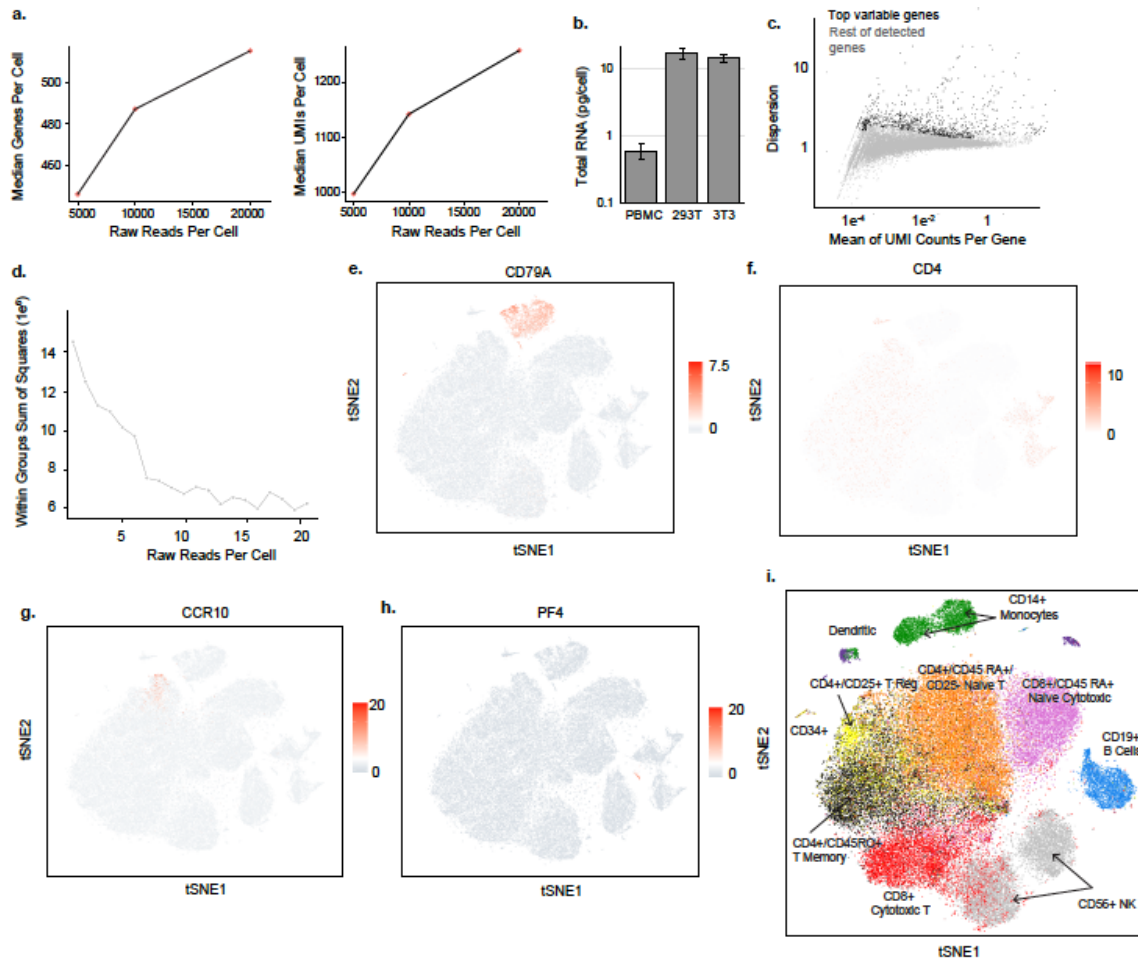 a.
Median Genes Per Cell
500
480
460
5000 10000 15000 20000
Raw Reads Per Cell
Median UMIs Per Cell
1200
1100
1000
5000 10000 15000 20000
Raw Reads Per Cell
b.
Total RNA (pg/cell)
10
1
0.1
PBMC 293T 3T3
c.
Top variable genes
Rest of detected
genes
Dispersion
10
1
1e-4 1e-2 1
Mean of UMI Counts Per Gene
d.
Within Groups Sum of Squares (1e6)
14
12
10
8
6
5 10 15 20
Raw Reads Per Cell
e.
CD79A
tSNE2
7.5
0
tSNE1
f.
CD4
tSNE2
10
0
tSNE1
g.
CCR10
tSNE2
20
0
tSNE1
h.
PF4
tSNE2
20
0
tSNE1
i.
CD14+
Monocytes
Dendritic
CD4+/CD45 RA+/
CD25- Naive T
CD4+/CD25+ T Reg
CD8+/CD45 RA+
Naive Cytotoxic
CD34+
CD19+
B Cells
CD4+/CD45RO+
T Memory
CD8+
Cytotoxic T
CD56+ NK
tSNE2
tSNE1